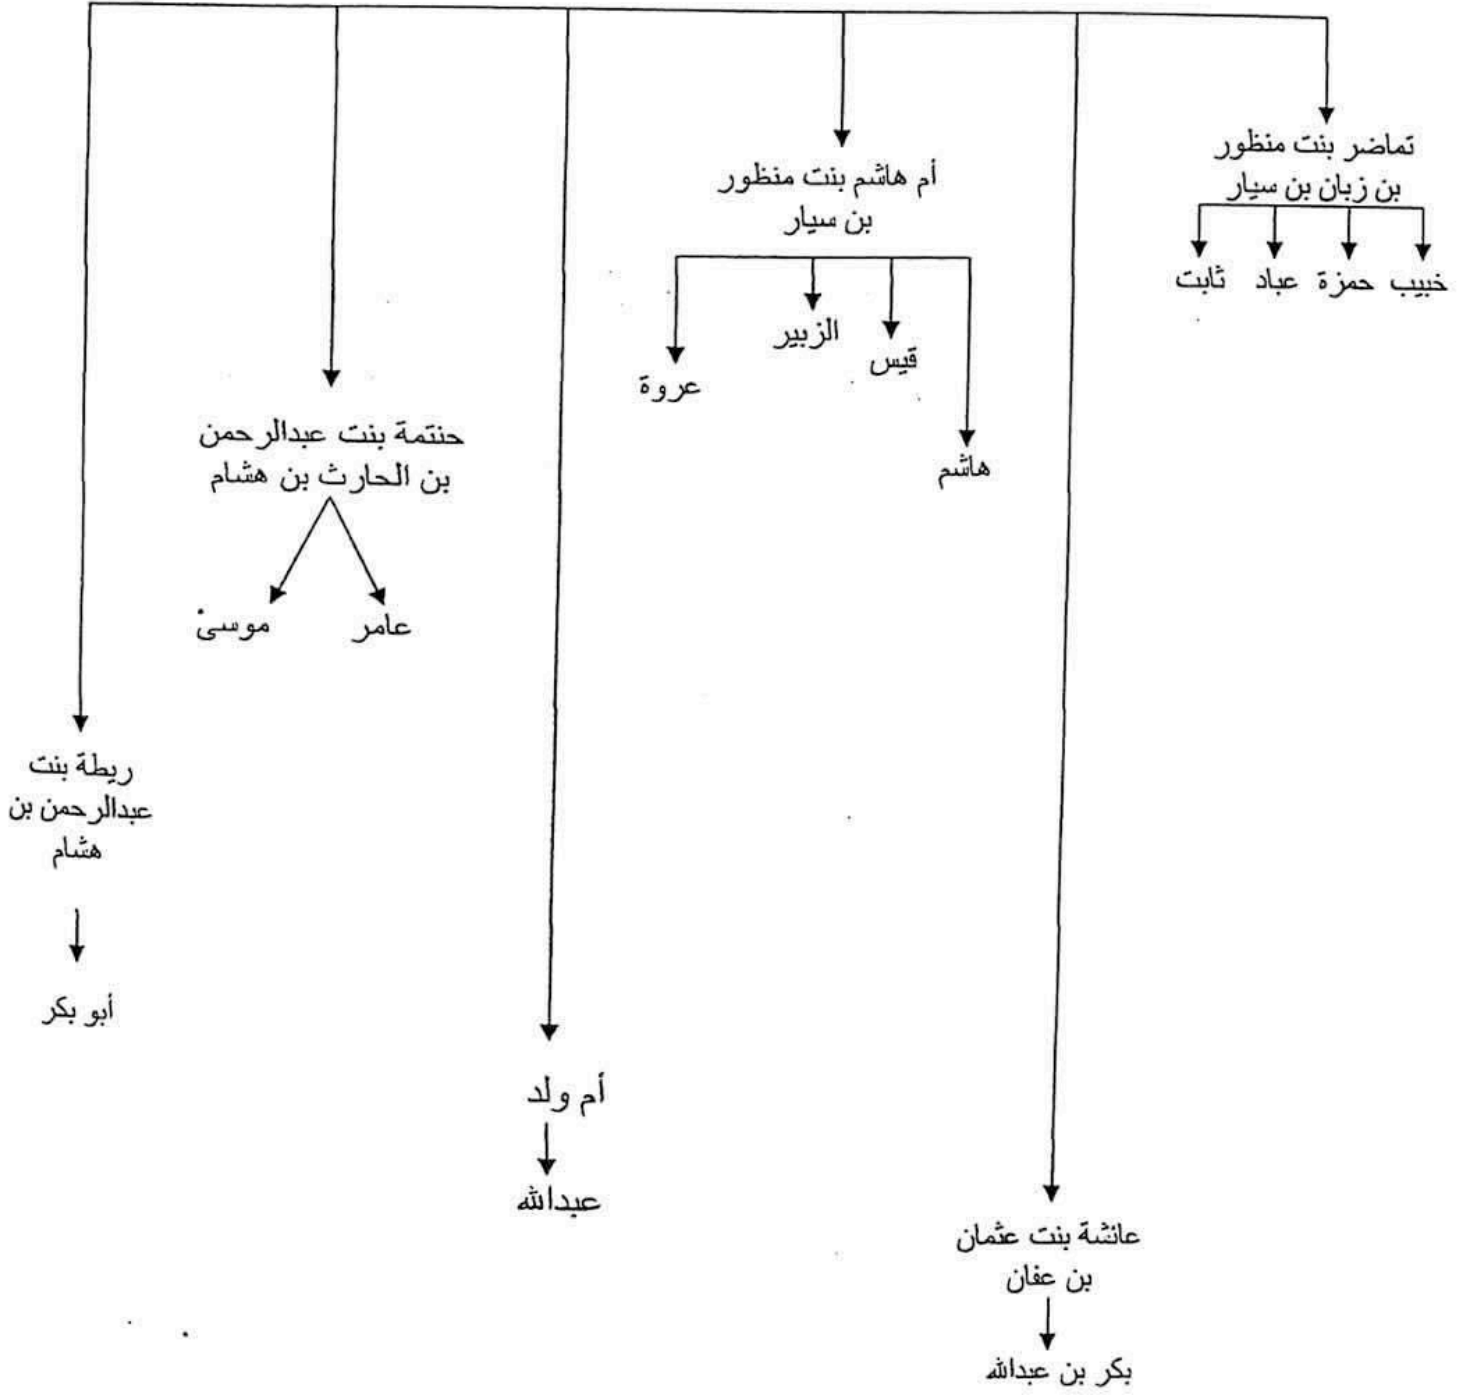 تماضر بنت منظور
بن زبان بن سيار
خبيب
حمزة
عباد
ثابت
أم هاشم بنت منظور
بن سيار
هاشم
قيس
الزبير
عروة
حنتمة بنت عبدالرحمن
بن الحارث بن هشام
عامر
موسى
ريطة بنت
عبدالرحمن بن
هشام
أبو بكر
أم ولد
عبدالله
عائشة بنت عثمان
بن عفان
بكر بن عبدالله